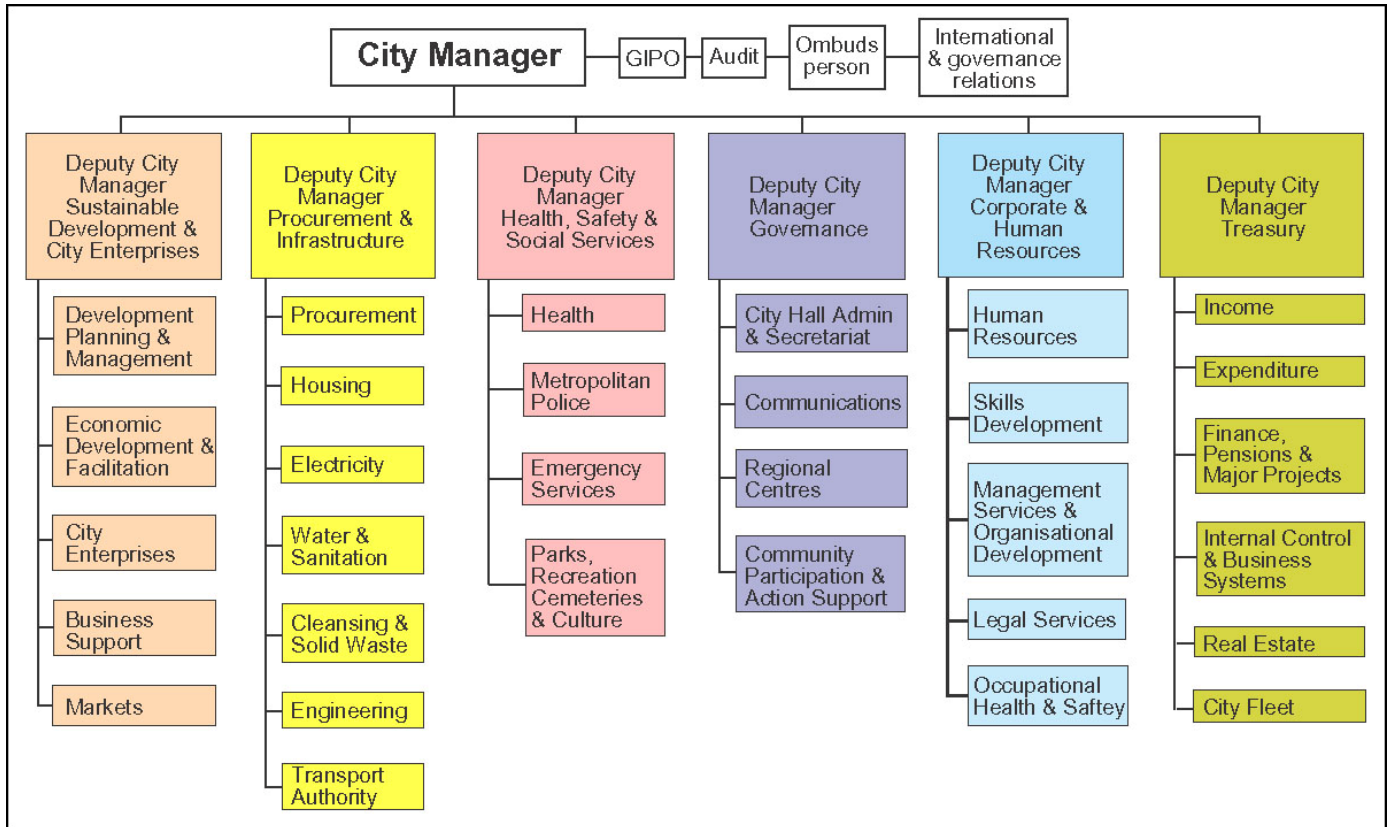 City Manager
GIPO
Audit
Ombuds
person
International
& governance
relations
Deputy City
Manager
Sustainable
Development &
City Enterprises
Development
Planning &
Management
Economic
Development &
Facilitation
City
Enterprises
Business
Support
Markets
Deputy City
Manager
Procurement &
Infrastructure
Procurement
Housing
Electricity
Water &
Sanitation
Cleansing &
Solid Waste
Engineering
Transport
Authority
Deputy City
Manager
Health, Safety &
Social Services
Health
Metropolitan
Police
Emergency
Services
Parks,
Recreation
Cemeteries
& Culture
Deputy City
Manager
Governance
City Hall Admin
& Secretariat
Communications
Regional
Centres
Community
Participation &
Action Support
Deputy City
Manager
Corporate &
Human
Resources
Human
Resources
Skills
Development
Management
Services &
Organisational
Development
Legal Services
Occupational
Health & Saftey
Deputy City
Manager
Treasury
Income
Expenditure
Finance,
Pensions &
Major Projects
Internal Control
& Business
Systems
Real Estate
City Fleet